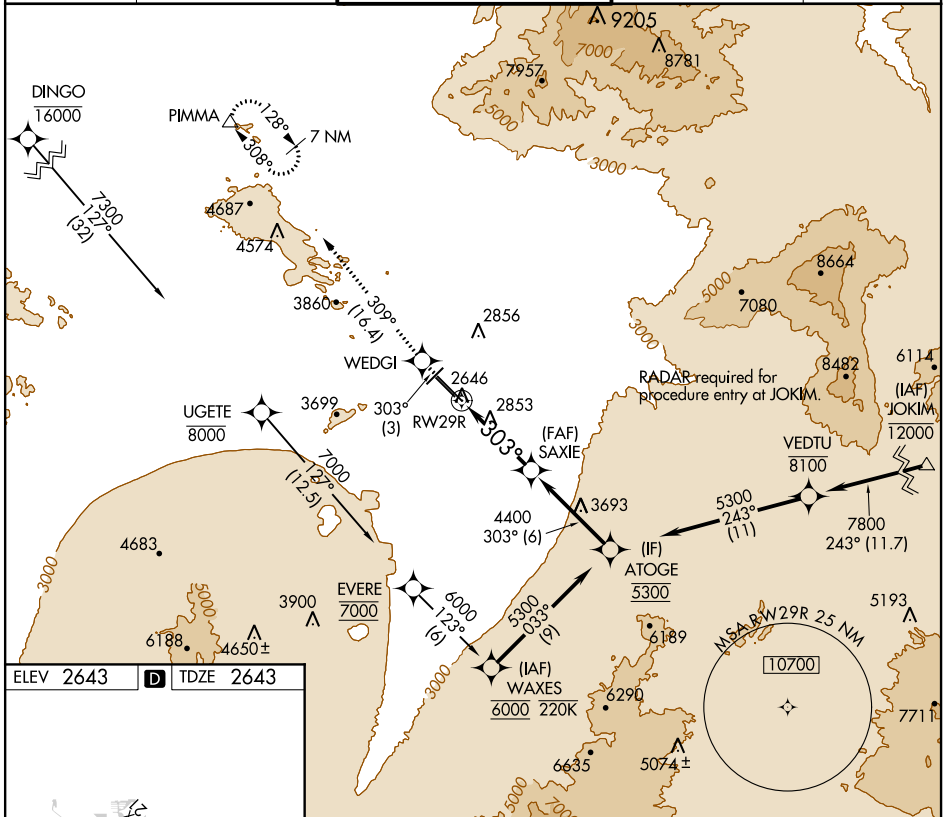 9205
7000
8781
7957
5000
3000
DINGO
16000
PIMMA
128°
7 NM
308°
7300
127°
(32)
4687
4574
8664
5000
7080
3860
309°
(16.4)
2856
3000
WEDGI
8482
6114
RADAR required for
procedure entry at JOKIM.
(IAF)
JOKIM
12000
2646
303°
(3)
RW29R
2853
3699
UGETE
8000
303°
(FAF)
SAXIE
VEDTU
8100
7000
127°
(12.5)
3693
4400
303° (6)
5300
243°
(11)
7800
243° (11.7)
(IF)
ATOGE
5300
4683
3000
EVERE
7000
6000
123°
(6)
5300
033°
(9)
5000
3900
6188
4650±
5193
6189
MSA RW29R 25 NM
10700
ELEV 2643
D
TDZE 2643
3000
(IAF)
WAXES
6000 220K
6290
7711
6635
5074±
5000
7000